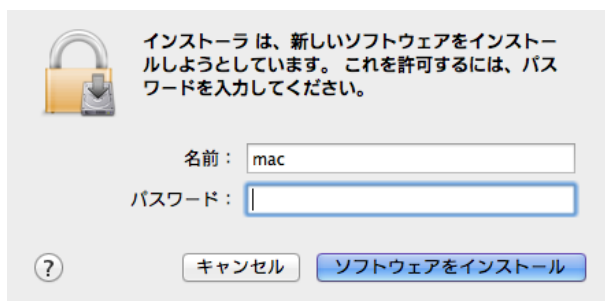 インストーラ は、新しいソフトウェアをインストー
ルしようとしています。 これを許可するには、パス
ワードを入力してください。
名前： mac
パスワード：
? キャンセル ソフトウェアをインストール